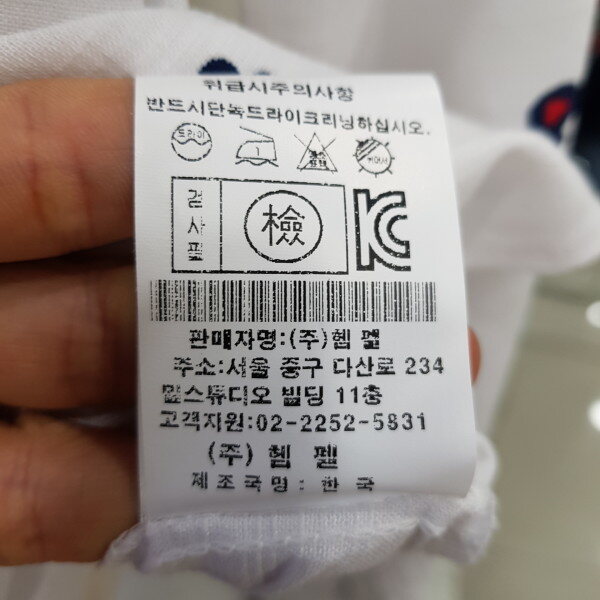 취급시주의사항
반드시단독드라이크리닝하십시오.
드라이
1
검사필
檢
KC
판매자명:(주)헴펠
주소:서울 중구 다산로 234
밀스튜디오 빌딩 11층
고객지원:02-2252-5831
(주) 헴 펠
제조국명: 한국